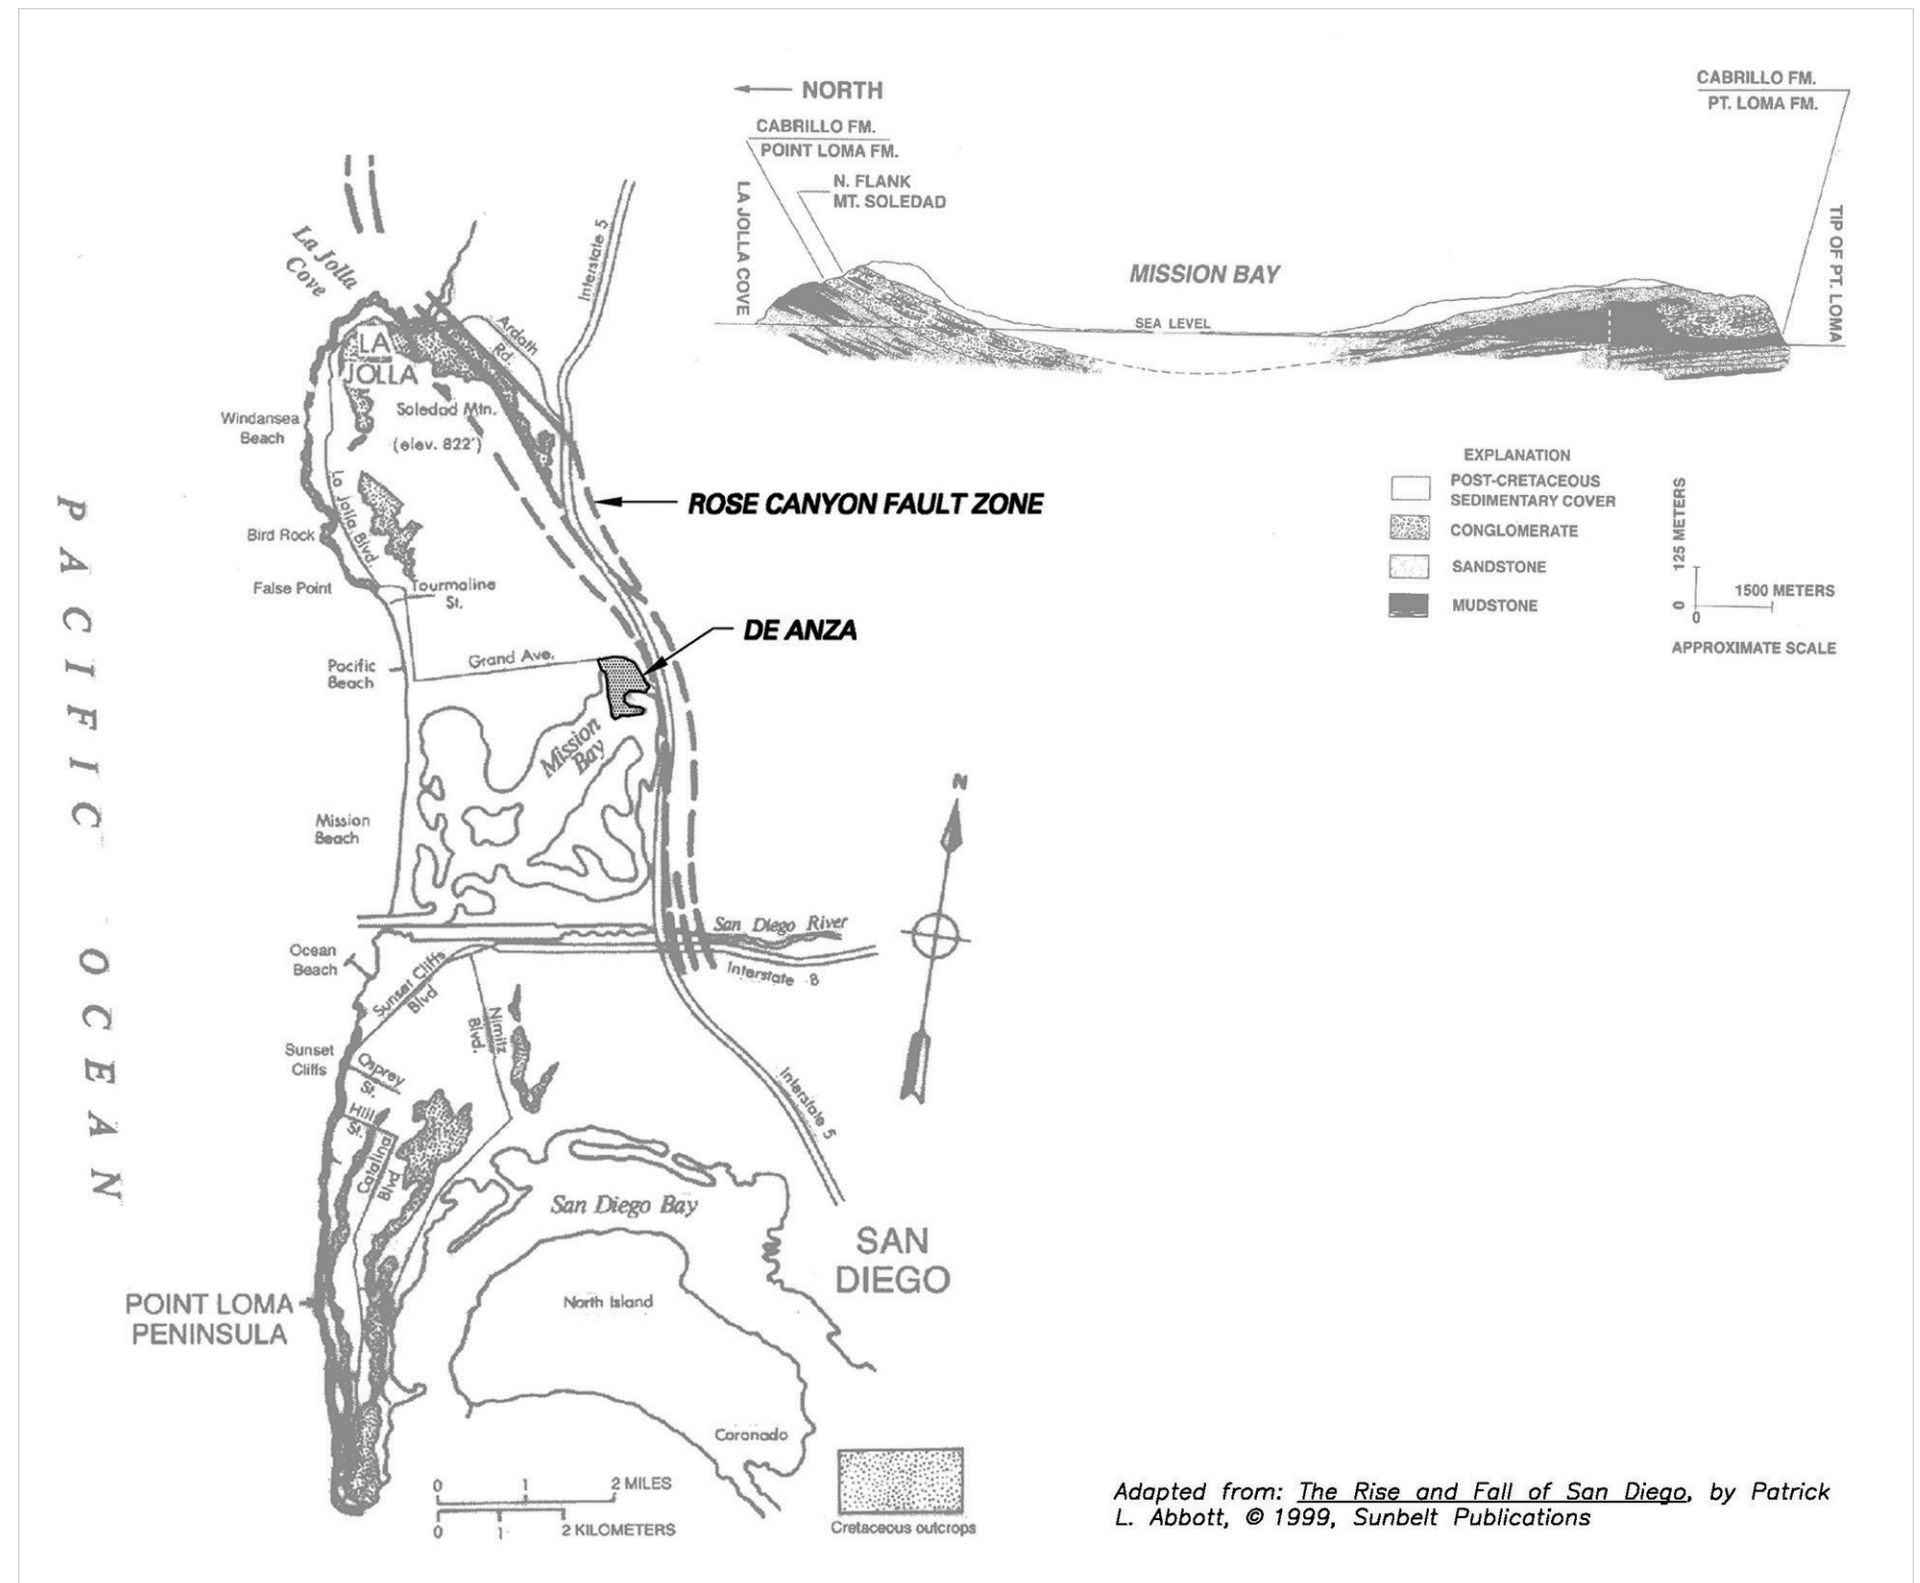 NORTH
CABRILLO FM.
POINT LOMA FM.
N. FLANK
MT. SOLEDAD
LA JOLLA COVE
MISSION BAY
SEA LEVEL
CABRILLO FM.
PT. LOMA FM.
TIP OF PT. LOMA
EXPLANATION
POST-CRETACEOUS
SEDIMENTARY COVER
CONGLOMERATE
SANDSTONE
MUDSTONE
125 METERS
0
0
1500 METERS
APPROXIMATE SCALE
La Jolla
Cove
Interstate 5
Ardath
Rd.
LA
JOLLA
Soledad Mtn.
(elev. 822')
Windansea
Beach
La Jolla Blvd.
ROSE CANYON FAULT ZONE
Bird Rock
False Point
Tourmaline
St.
DE ANZA
Grand Ave.
Pacific
Beach
Mission
Bay
Mission
Beach
PACIFIC OCEAN
N
San Diego River
Interstate 8
Ocean
Beach
Sunset Cliffs
Blvd
Nimitz
Blvd.
Sunset
Cliffs
Osprey
St.
Hill
St.
Catalina
Blvd
Interstate 5
San Diego Bay
SAN
DIEGO
North Island
POINT LOMA
PENINSULA
Coronado
0 1 2 MILES
0 1 2 KILOMETERS
Cretaceous outcrops
Adapted from: The Rise and Fall of San Diego, by Patrick
L. Abbott, © 1999, Sunbelt Publications